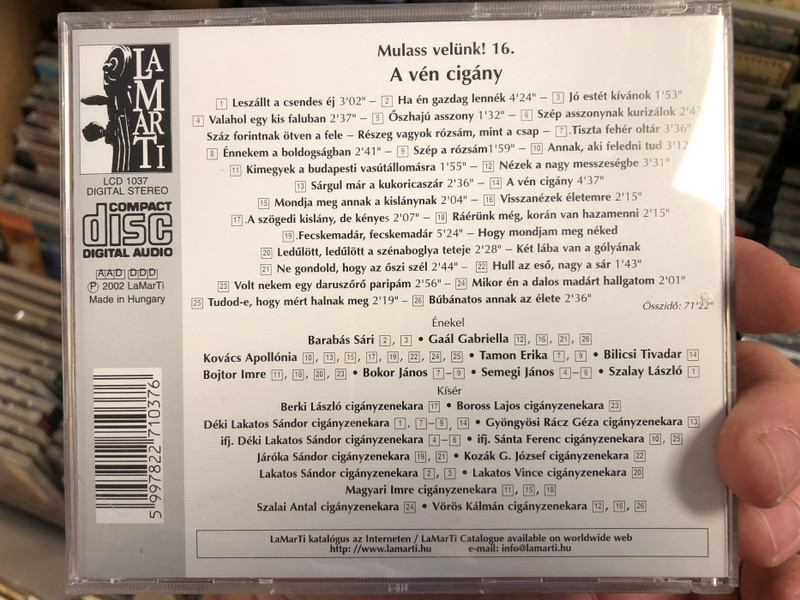 LA
MAR
TI
LCD 1037
DIGITAL STEREO
COMPACT
disc
DIGITAL AUDIO
AAD DDD
Ⓟ 2002 LaMarTi
Made in Hungary
5 997822 710376
Mulass velünk! 16.
A vén cigány
1 Leszállt a csendes éj 3'02" – 2 Ha én gazdag lennék 4'24" – 3 Jó estét kívánok 1'53"
4 Valahol egy kis faluban 2'37" – 5 Őszhajú asszony 1'32" – 6 Szép asszonynak kurizálok
Száz forintnak ötven a fele – Részeg vagyok rózsám, mint a csap – 7 .Tiszta fehér oltár 3'36"
8 Énnekem a boldogságban 2'41" – 9 Szép a rózsám1'59" – 10 Annak, aki feledni tud 3'12
11 Kimegyek a budapesti vasútállomásra 1'55" – 12 Nézek a nagy messzeségbe 3'31"
13 Sárgul már a kukoricaszár 2'36" – 14 A vén cigány 4'37"
15 Mondja meg annak a kislánynak 2'04" – 16 Visszanézek életemre 2'15"
17 .A szögedi kislány, de kényes 2'07" – 18 Ráérünk még, korán van hazamenni 2'15"
19 .Fecskemadár, fecskemadár 5'24" – Hogy mondjam meg néked
20 Ledűlött, ledűlött a szénaboglya teteje 2'28" – Két lába van a gólyának
21 Ne gondold, hogy az őszi szél 2'44" – 22 Hull az eső, nagy a sár 1'43"
23 Volt nekem egy daruszőrő paripám 2'56" – 24 Mikor én a dalos madárt hallgatom 2'01"
25 Tudod-e, hogy mért halnak meg 2'19" – 26 Búbánatos annak az élete 2'36"
Összidő: 71'22"
Énekel
Barabás Sári 2, 3 • Gaál Gabriella 12, 16, 21, 26
Kovács Apollónia 10, 13, 15, 17, 19, 22, 24, 25 • Tamon Erika 7, 9 • Bilicsi Tivadar 14
Bojtor Imre 11, 18, 20, 23 • Bokor János 7–9 • Semegi János 4–6 • Szalay László 1
Kísér
Berki László cigányzenekara 17 • Boross Lajos cigányzenekara 23
Déki Lakatos Sándor cigányzenekara 1, 7–9, 14 • Gyöngyösi Rácz Géza cigányzenekara 13
ifj. Déki Lakatos Sándor cigányzenekara 4–6 • ifj. Sánta Ferenc cigányzenekara 10, 25
Járóka Sándor cigányzenekara 19, 21 • Kozák G. József cigányzenekara 22
Lakatos Sándor cigányzenekara 2, 3 • Lakatos Vince cigányzenekara 20
Magyari Imre cigányzenekara 11, 15, 18
Szalai Antal cigányzenekara 24 • Vörös Kálmán cigányzenekara 12, 16, 26
LaMarTi katalógus az Interneten / LaMarTi Catalogue available on worldwide web
http: //www.lamarti.hu e-mail: info@lamarti.hu